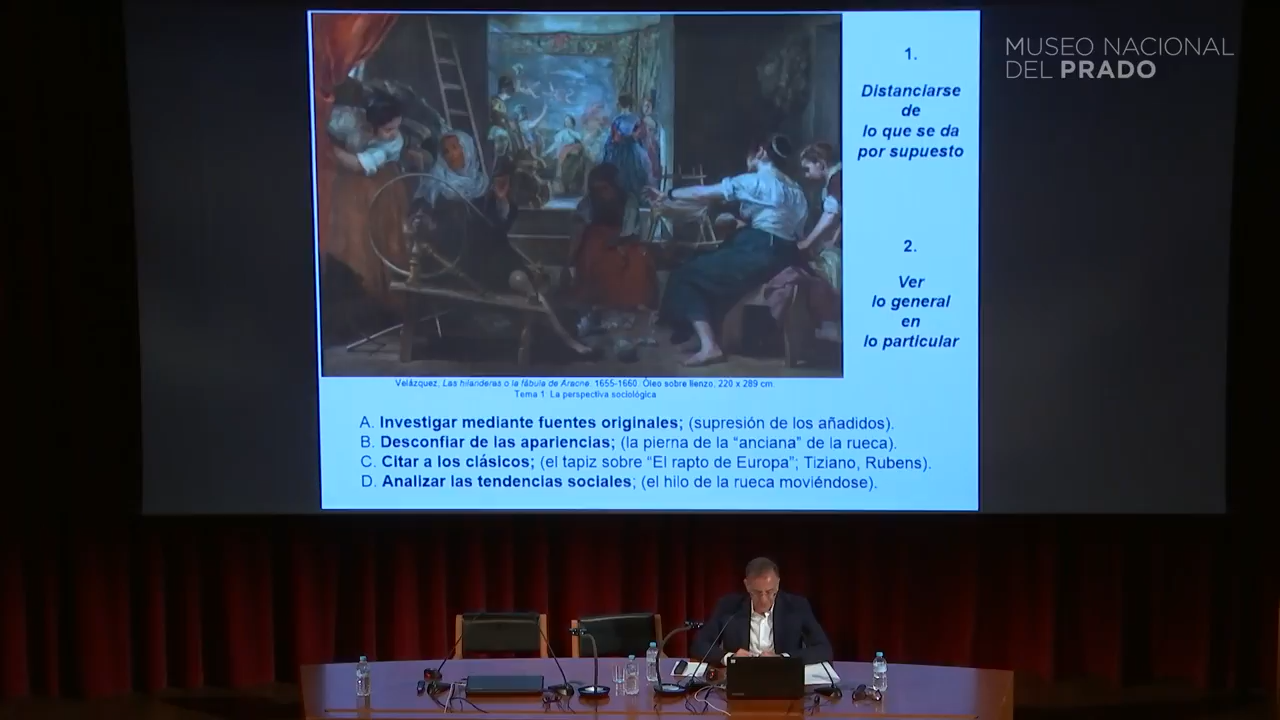 MUSEO NACIONAL
DEL PRADO
1.
Distanciarse
de
lo que se da
por supuesto
2.
Ver
lo general
en
lo particular
Velázquez, Las hilanderas o la fábula de Aracne. 1655-1660. Óleo sobre lienzo, 220 x 289 cm.
Tema 1: La perspectiva sociológica
A. Investigar mediante fuentes originales; (supresión de los añadidos).
B. Desconfiar de las apariencias; (la pierna de la “anciana” de la rueca).
C. Citar a los clásicos; (el tapiz sobre “El rapto de Europa”; Tiziano, Rubens).
D. Analizar las tendencias sociales; (el hilo de la rueca moviéndose).